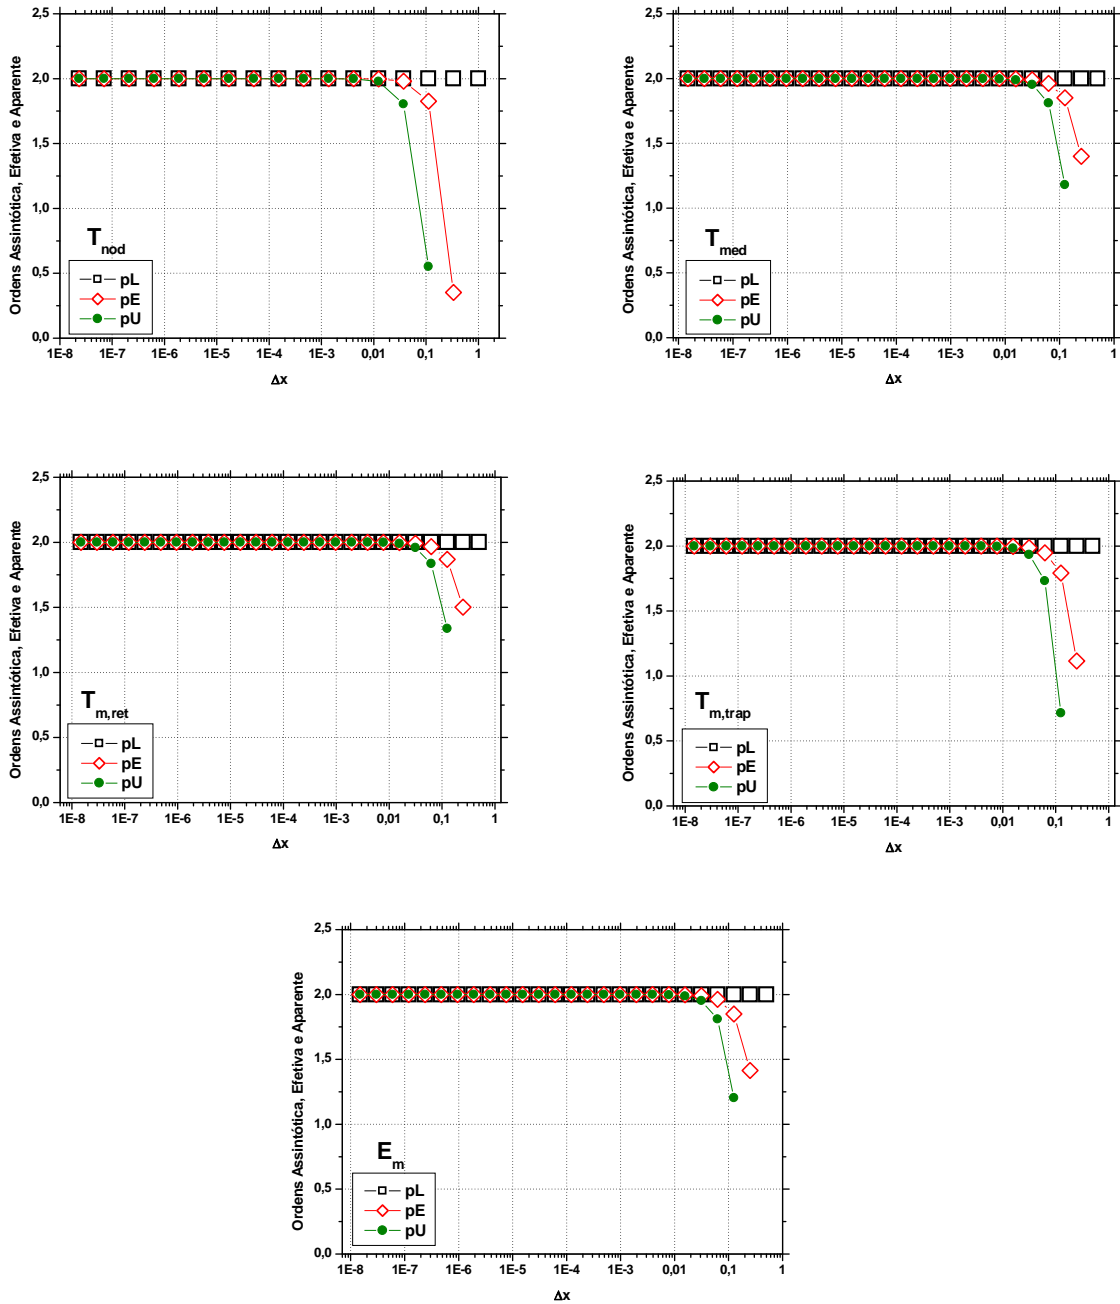 Ordens Assintótica, Efetiva e Aparente
2,5
2,0
1,5
1,0
0,5
0,0
T nod
pL
pE
pU
1E-8 1E-7 1E-6 1E-5 1E-4 1E-3 0,01 0,1 1
Δx
Ordens Assintótica, Efetiva e Aparente
2,5
2,0
1,5
1,0
0,5
0,0
T med
pL
pE
pU
1E-8 1E-7 1E-6 1E-5 1E-4 1E-3 0,01 0,1 1
Δx
Ordens Assintótica, Efetiva e Aparente
2,5
2,0
1,5
1,0
0,5
0,0
T m,ret
pL
pE
pU
1E-8 1E-7 1E-6 1E-5 1E-4 1E-3 0,01 0,1 1
Δx
Ordens Assintótica, Efetiva e Aparente
2,5
2,0
1,5
1,0
0,5
0,0
T m,trap
pL
pE
pU
1E-8 1E-7 1E-6 1E-5 1E-4 1E-3 0,01 0,1 1
Δx
Ordens Assintótica, Efetiva e Aparente
2,5
2,0
1,5
1,0
0,5
0,0
E m
pL
pE
pU
1E-8 1E-7 1E-6 1E-5 1E-4 1E-3 0,01 0,1 1
Δx